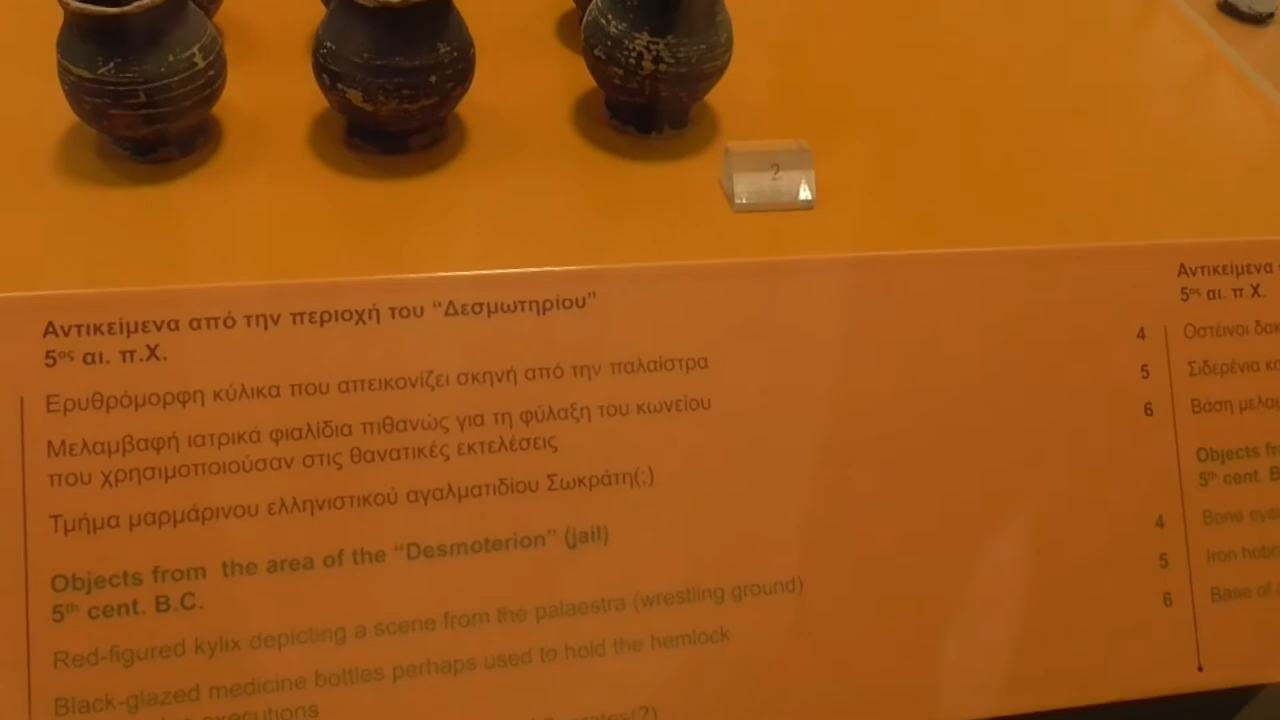 2
Αντικείμενα από την περιοχή του “Δεσμωτηρίου”
5ος αι. π.Χ.
Ερυθρόμορφη κύλικα που απεικονίζει σκηνή από την παλαίστρα
Μελαμβαφή ιατρικά φιαλίδια πιθανώς για τη φύλαξη του κωνείου
που χρησιμοποιούσαν στις θανατικές εκτελέσεις
Τμήμα μαρμάρινου ελληνιστικού αγαλματιδίου Σωκράτη(;)
Objects from the area of the “Desmoterion” (jail)
5th cent. B.C.
Red-figured kylix depicting a scene from the palaestra (wrestling ground)
Black-glazed medicine bottles perhaps used to hold the hemlock
executions
Αντικείμενα
5ος αι. π.Χ.
4 Οστέινοι
5 Σιδερένια
6 Βάση
Objects
5th cent.
4 Bone
5 Iron
6 Base of